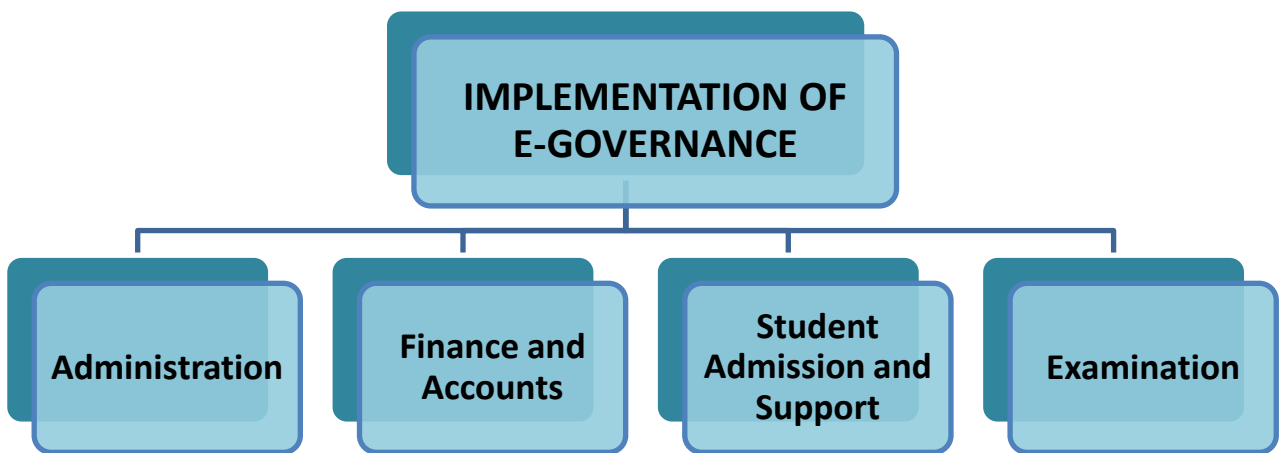 IMPLEMENTATION OF
E-GOVERNANCE
Administration
Finance and
Accounts
Student
Admission and
Support
Examination